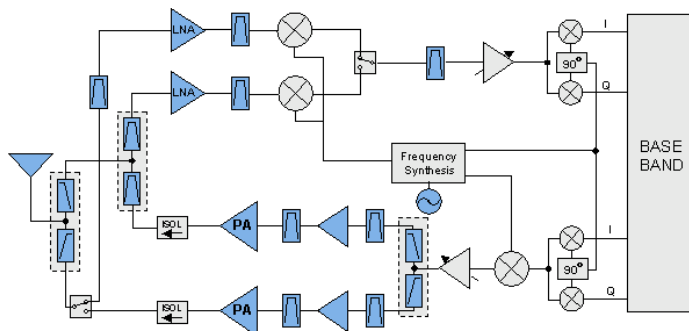 LNA
I
90°
LNA
Q
BASE
BAND
Frequency
Synthesis
ISOL
PA
I
90°
ISOL
PA
Q